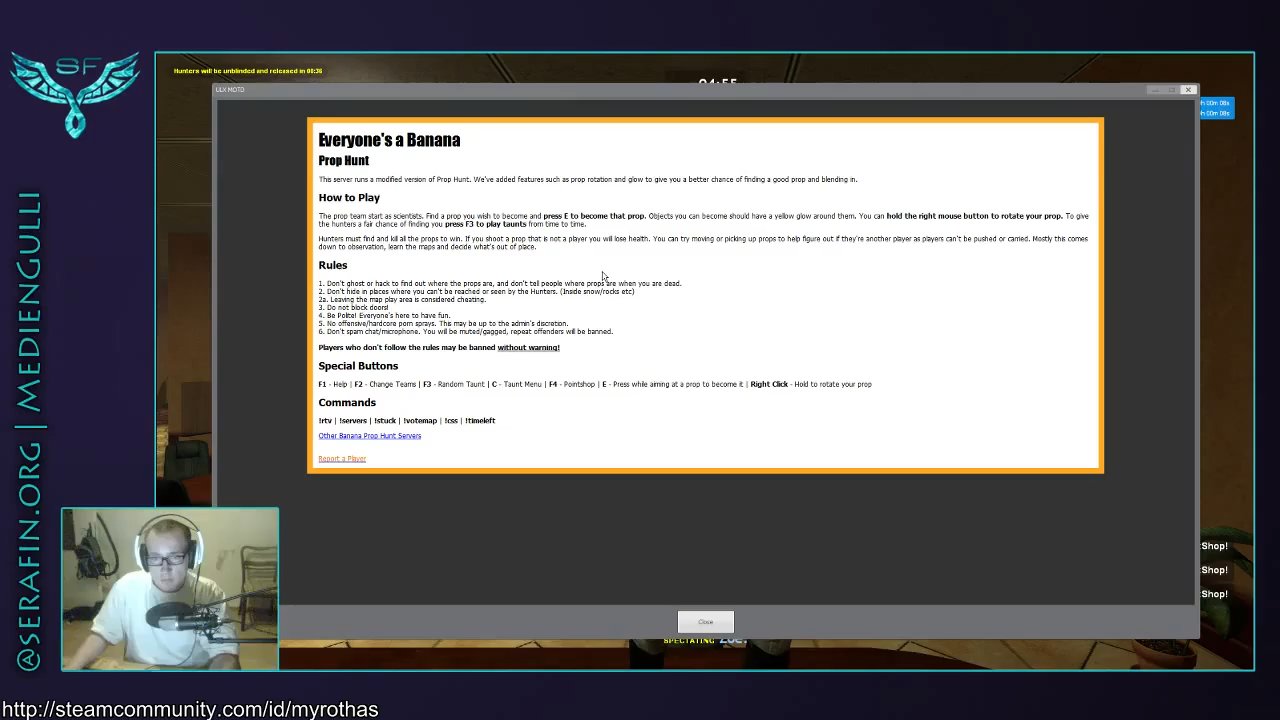 SF
@SERAFIN.ORG | MEDIENGULLI
Hunters will be unblinded and released in 00:36
04:55
ULX MOTD
h 00m 08s
h 00m 08s
Everyone's a Banana
Prop Hunt
This server runs a modified version of Prop Hunt. We've added features such as prop rotation and glow to give you a better chance of finding a good prop and blending in.
How to Play
The prop team start as scientists. Find a prop you wish to become and press E to become that prop. Objects you can become should have a yellow glow around them. You can hold the right mouse button to rotate your prop. To give
the hunters a fair chance of finding you press F3 to play taunts from time to time.
Hunters must find and kill all the props to win. If you shoot a prop that is not a player you will lose health. You can try moving or picking up props to help figure out if they're another player as players can't be pushed or carried. Mostly this comes
down to observation, learn the maps and decide what's out of place.
Rules
1. Don't ghost or hack to find out where the props are, and don't tell people where props are when you are dead.
2. Don't hide in places where you can't be reached or seen by the Hunters. (Inside snow/rocks etc)
2a. Leaving the map play area is considered cheating.
3. Do not block doors!
4. Be Polite! Everyone's here to have fun.
5. No offensive/hardcore porn sprays. This may be up to the admin's discretion.
6. Don't spam chat/microphone. You will be muted/gagged, repeat offenders will be banned.
Players who don't follow the rules may be banned without warning!
Special Buttons
F1 - Help | F2 - Change Teams | F3 - Random Taunt | C - Taunt Menu | F4 - Pointshop | E - Press while aiming at a prop to become it | Right Click - Hold to rotate your prop
Commands
!rtv | !servers | !stuck | !votemap | !css | !timeleft
Other Banana Prop Hunt Servers
Report a Player
Shop!
Shop!
Shop!
Close
SPECTATING
http://steamcommunity.com/id/myrothas